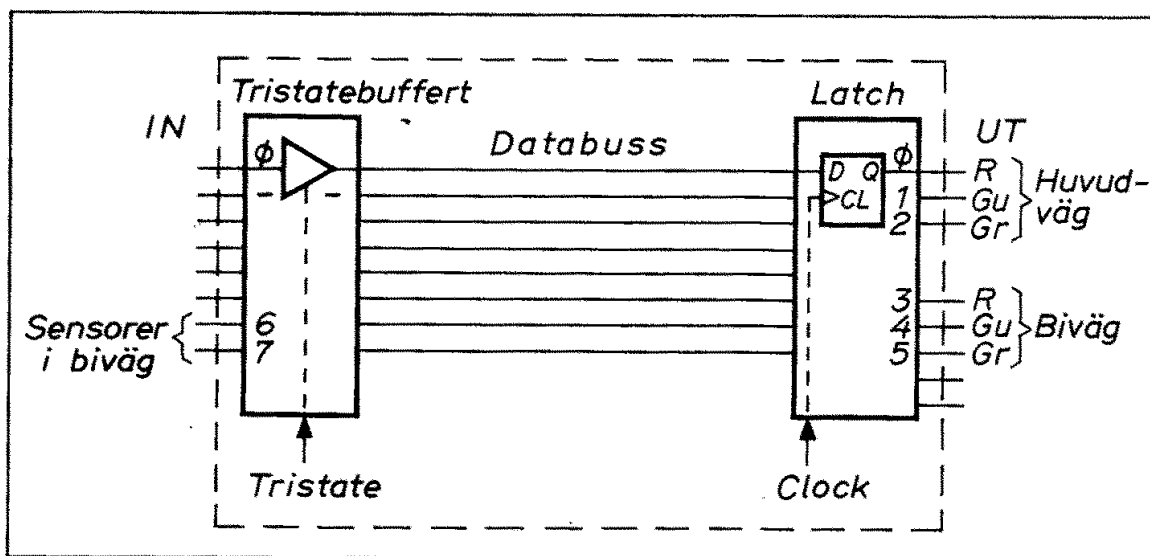 Tristatebuffert
Latch
IN
Databuss
UT
Ø
D Q
CL
Ø
1
2
R
Gu
Gr
Huvud-
väg
Sensorer
i biväg
6
7
3
4
5
R
Gu
Gr
Biväg
Tristate
Clock